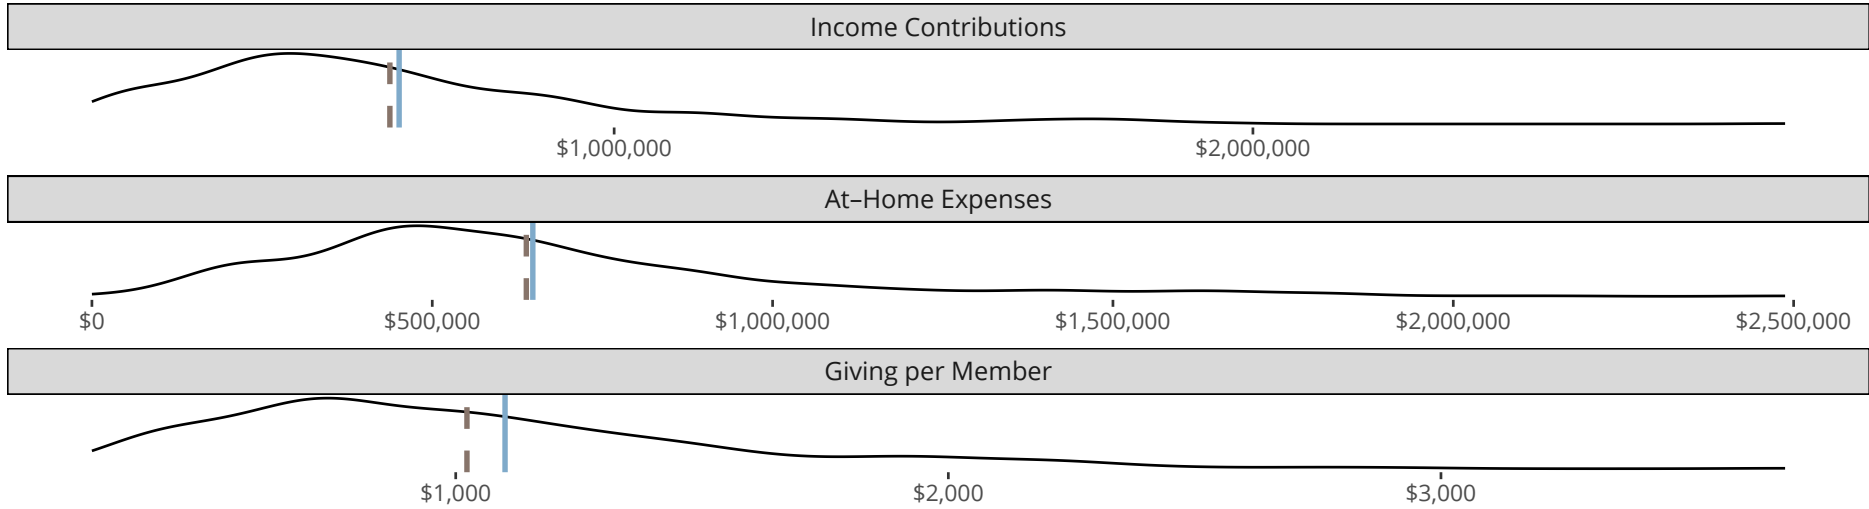 Income Contributions
$1,000,000 $2,000,000
At–Home Expenses
$0 $500,000 $1,000,000 $1,500,000 $2,000,000 $2,500,000
Giving per Member
$1,000 $2,000 $3,000